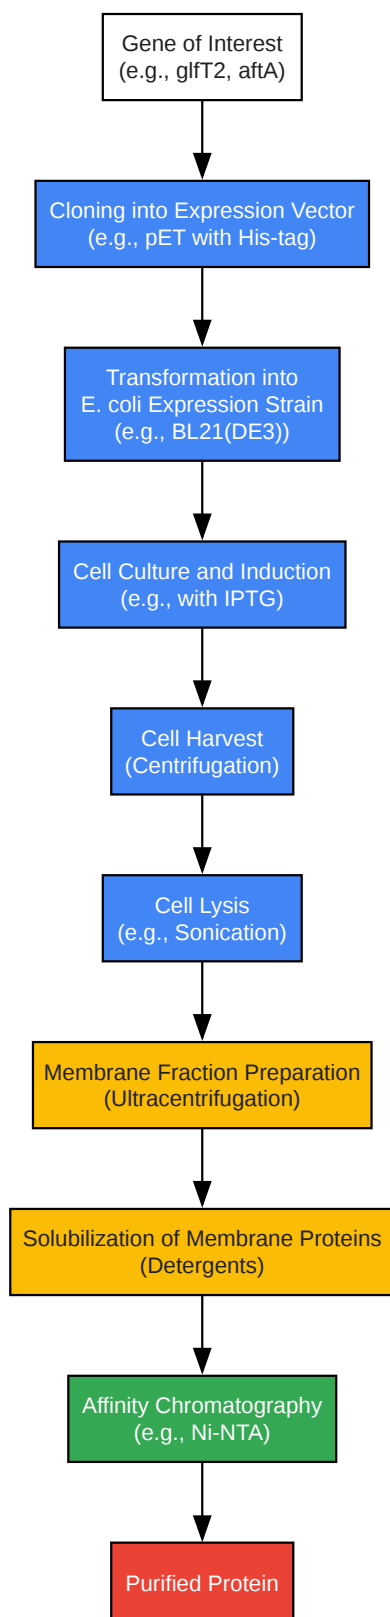 Gene of Interest
(e.g., glfT2, aftA)
Cloning into Expression Vector
(e.g., pET with His-tag)
Transformation into
E. coli Expression Strain
(e.g., BL21(DE3))
Cell Culture and Induction
(e.g., with IPTG)
Cell Harvest
(Centrifugation)
Cell Lysis
(e.g., Sonication)
Membrane Fraction Preparation
(Ultracentrifugation)
Solubilization of Membrane Proteins
(Detergents)
Affinity Chromatography
(e.g., Ni-NTA)
Purified Protein